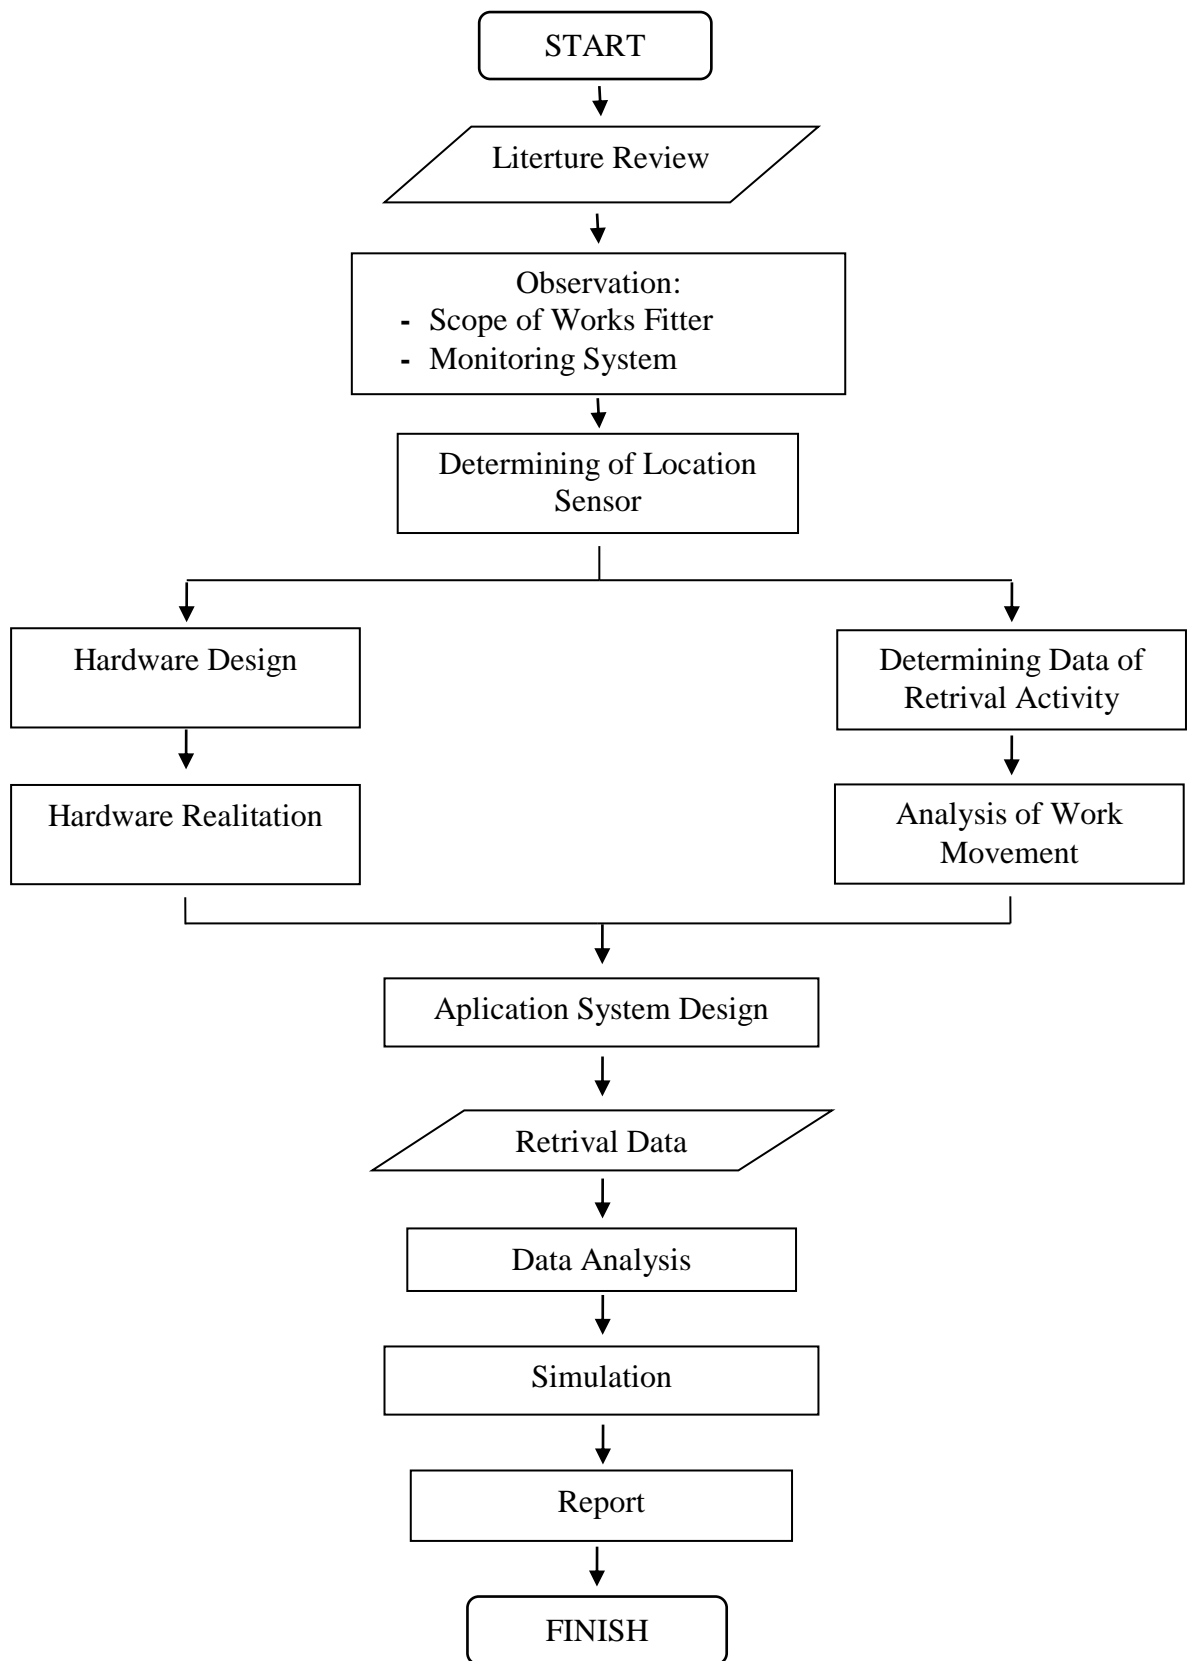 START
Literture Review
Observation:
- Scope of Works Fitter
- Monitoring System
Determining of Location
Sensor
Hardware Design
Determining Data of
Retrival Activity
Hardware Realitation
Analysis of Work
Movement
Aplication System Design
Retrival Data
Data Analysis
Simulation
Report
FINISH